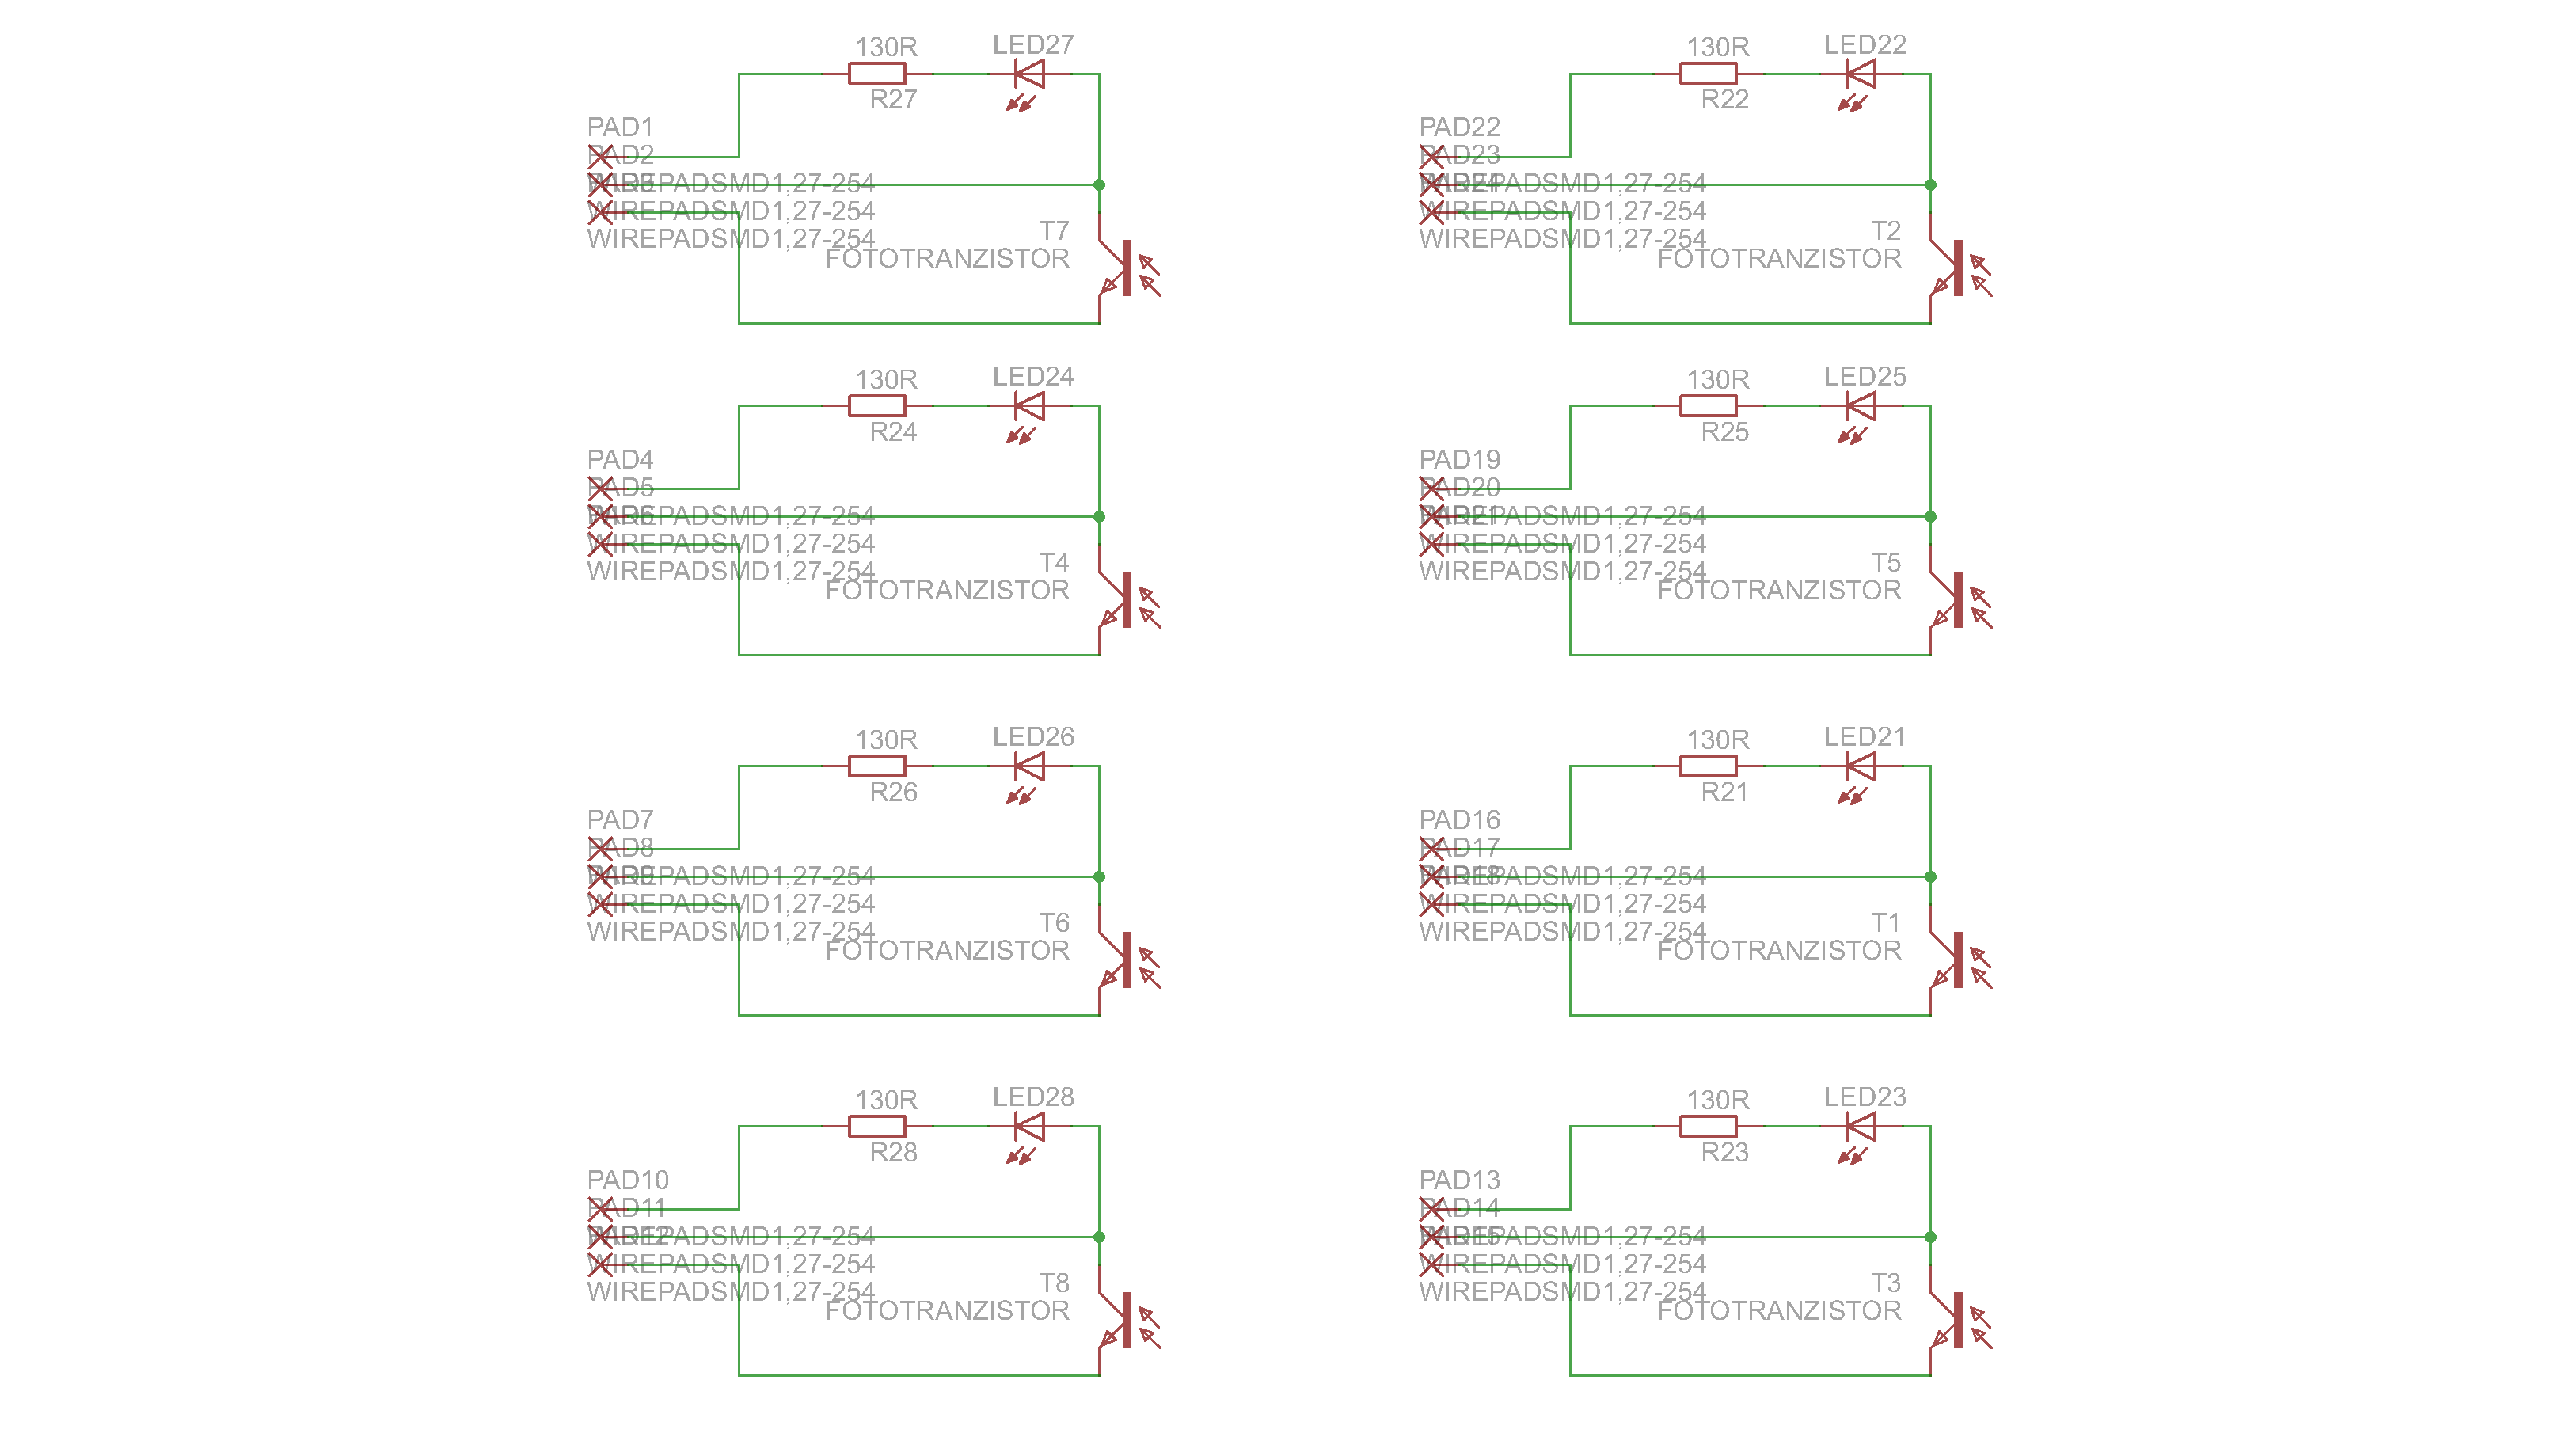 130R
LED27
R27
PAD1
PAD2
PAD3
WIREPADSMD1,27-254
WIREPADSMD1,27-254
WIREPADSMD1,27-254
T7
FOTOTRANZISTOR
130R
LED22
R22
PAD22
PAD23
PAD24
WIREPADSMD1,27-254
WIREPADSMD1,27-254
WIREPADSMD1,27-254
T2
FOTOTRANZISTOR
130R
LED24
R24
PAD4
PAD5
PAD6
WIREPADSMD1,27-254
WIREPADSMD1,27-254
WIREPADSMD1,27-254
T4
FOTOTRANZISTOR
130R
LED25
R25
PAD19
PAD20
PAD21
WIREPADSMD1,27-254
WIREPADSMD1,27-254
WIREPADSMD1,27-254
T5
FOTOTRANZISTOR
130R
LED26
R26
PAD7
PAD8
PAD9
WIREPADSMD1,27-254
WIREPADSMD1,27-254
WIREPADSMD1,27-254
T6
FOTOTRANZISTOR
130R
LED21
R21
PAD16
PAD17
PAD18
WIREPADSMD1,27-254
WIREPADSMD1,27-254
WIREPADSMD1,27-254
T1
FOTOTRANZISTOR
130R
LED28
R28
PAD10
PAD11
PAD12
WIREPADSMD1,27-254
WIREPADSMD1,27-254
WIREPADSMD1,27-254
T8
FOTOTRANZISTOR
130R
LED23
R23
PAD13
PAD14
PAD15
WIREPADSMD1,27-254
WIREPADSMD1,27-254
WIREPADSMD1,27-254
T3
FOTOTRANZISTOR